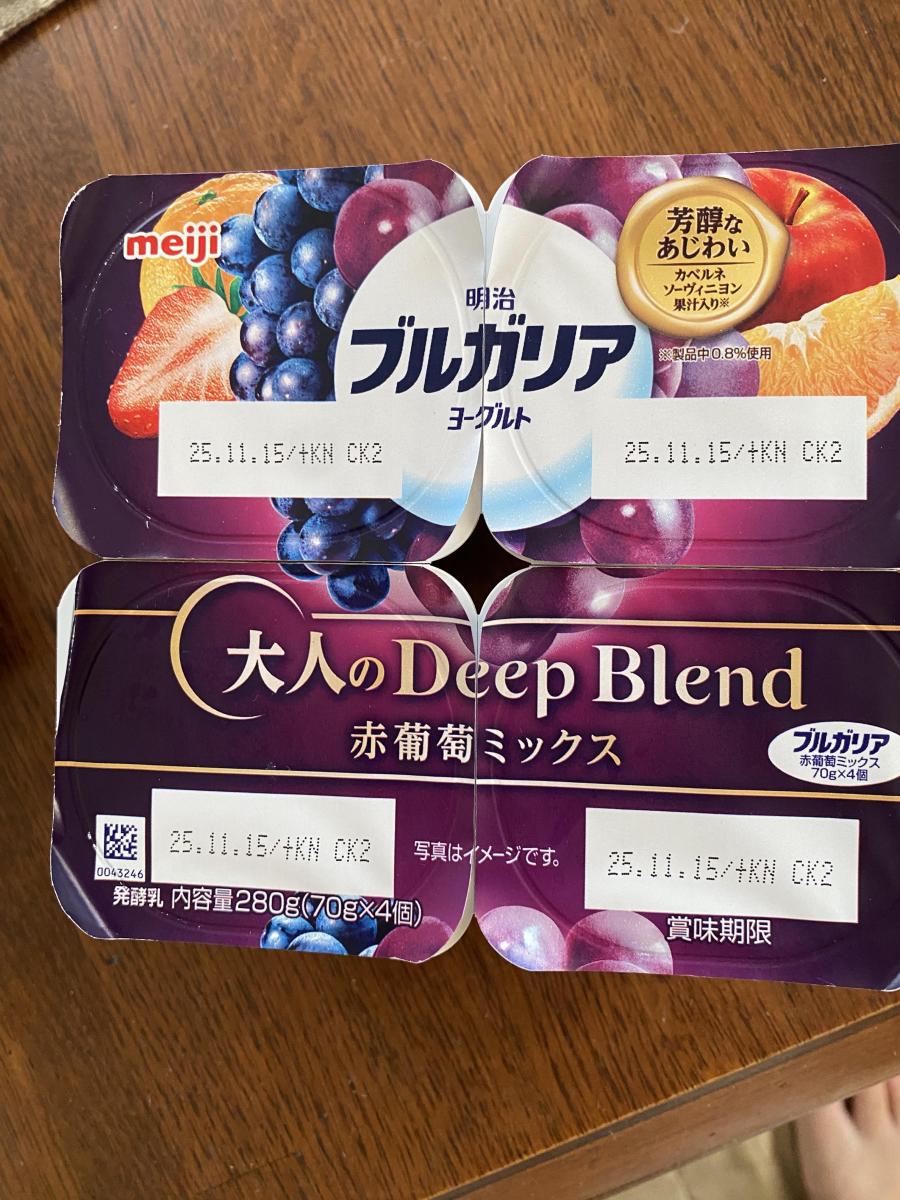 meiji
芳醇な
あじわい
カベルネ
ソーヴィニヨン
果汁入り※
※製品中0.8%使用
明治
ブルガリア
ヨーグルト
25.11.15/+KN CK2
25.11.15/+KN CK2
大人のDeep Blend
赤葡萄ミックス
ブルガリア
赤葡萄ミックス
70g×4個
25.11.15/+KN CK2
25.11.15/+KN CK2
0043246
写真はイメージです。
発酵乳 内容量280g(70g×4個)
賞味期限